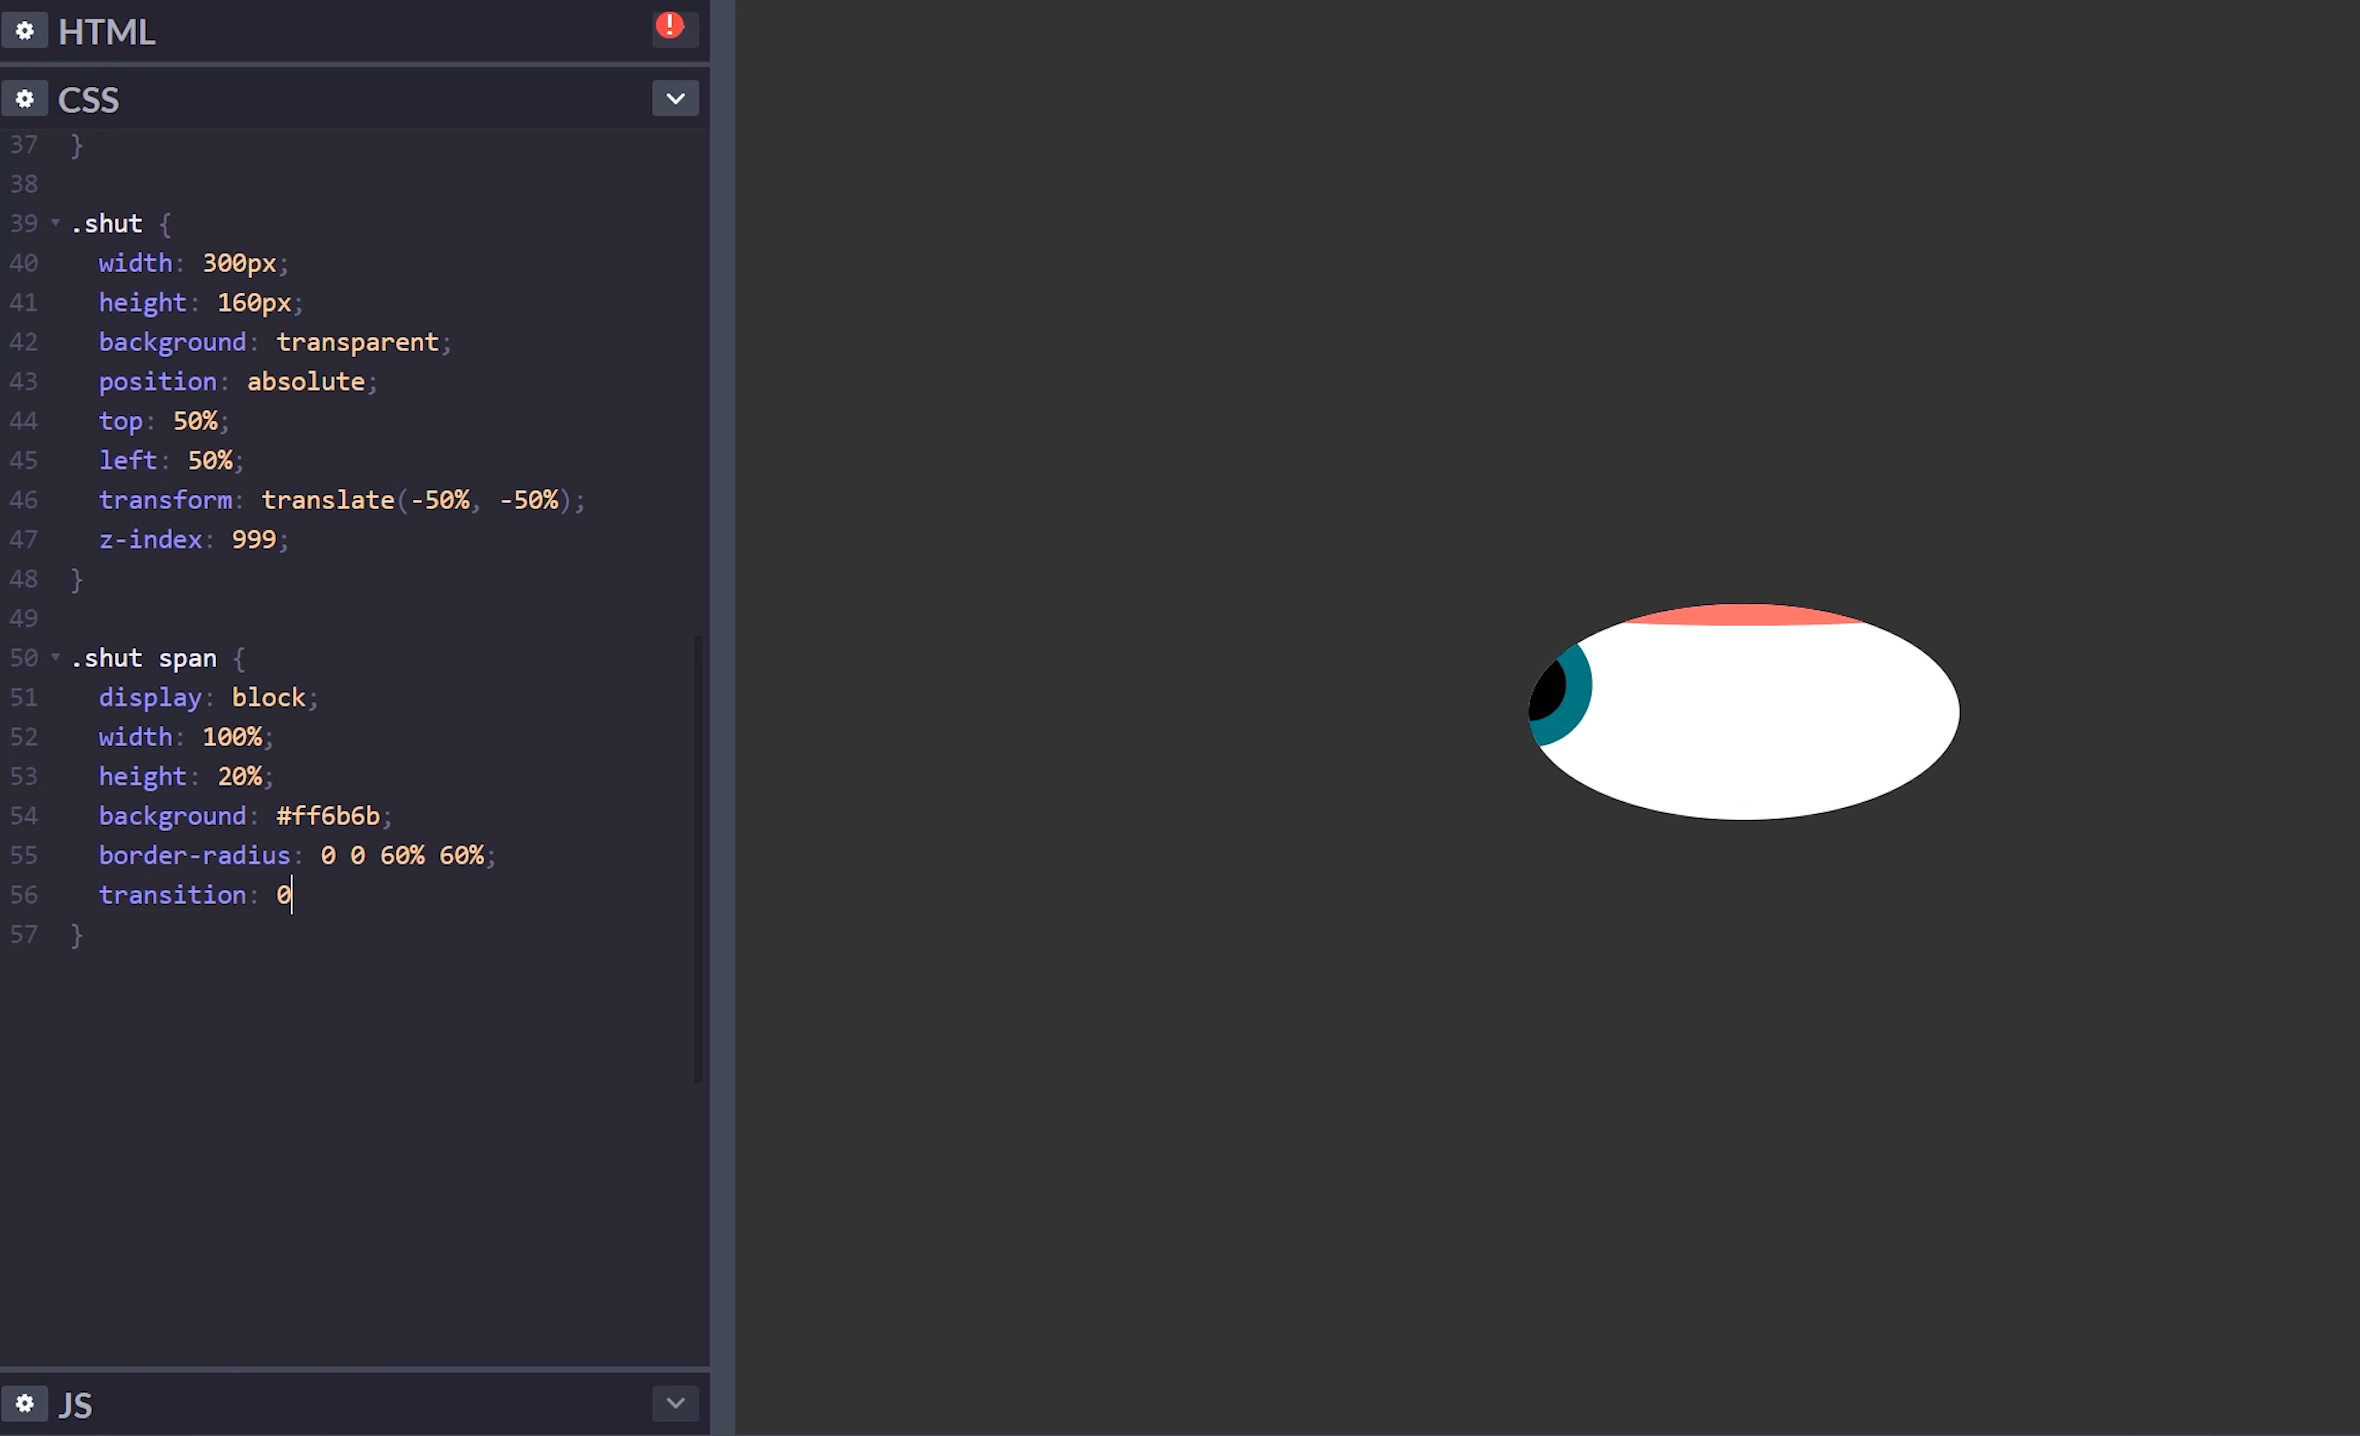 HTML
!
CSS
37 }
38
39 .shut {
40 width: 300px;
41 height: 160px;
42 background: transparent;
43 position: absolute;
44 top: 50%;
45 left: 50%;
46 transform: translate(-50%, -50%);
47 z-index: 999;
48 }
49
50 .shut span {
51 display: block;
52 width: 100%;
53 height: 20%;
54 background: #ff6b6b;
55 border-radius: 0 0 60% 60%;
56 transition: 0
57 }
JS